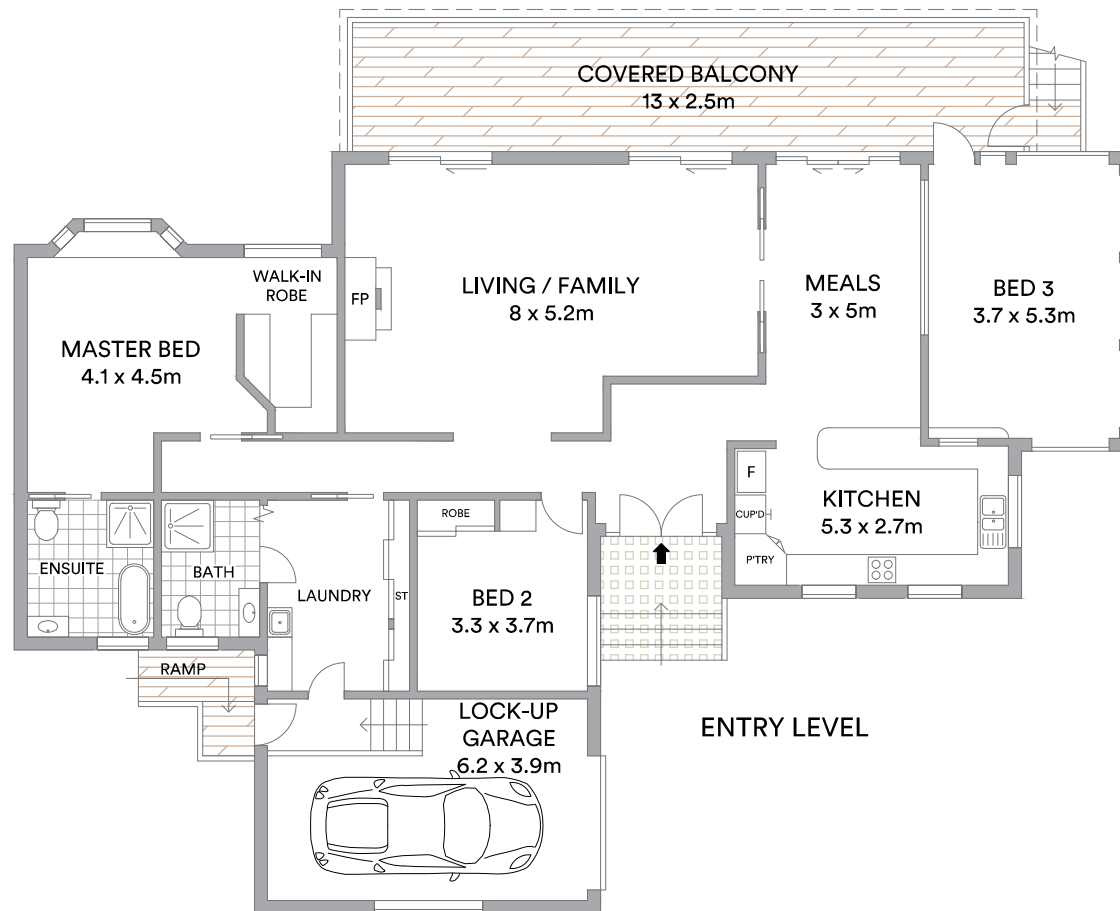 COVERED BALCONY
13 x 2.5m
WALK-IN
ROBE
FP
LIVING / FAMILY
8 x 5.2m
MEALS
3 x 5m
BED 3
3.7 x 5.3m
MASTER BED
4.1 x 4.5m
F
CUP'D
P'TRY
KITCHEN
5.3 x 2.7m
ENSUITE
BATH
LAUNDRY
ST
ROBE
BED 2
3.3 x 3.7m
RAMP
LOCK-UP
GARAGE
6.2 x 3.9m
ENTRY LEVEL